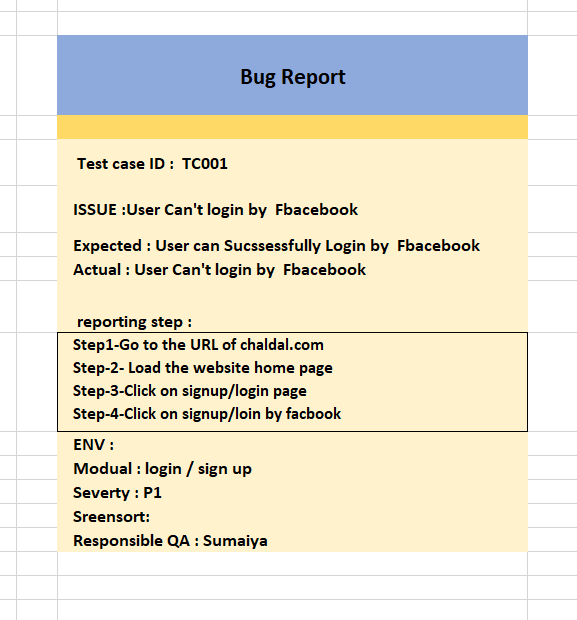 Bug Report
Test case ID : TC001
ISSUE :User Can't login by Fbacebook
Expected : User can Sucssessfully Login by Fbacebook
Actual : User Can't login by Fbacebook
reporting step :
Step1-Go to the URL of chaldal.com
Step-2- Load the website home page
Step-3-Click on signup/login page
Step-4-Click on signup/loin by facbook
ENV :
Modual : login / sign up
Severty : P1
Sreensort:
Responsible QA : Sumaiya